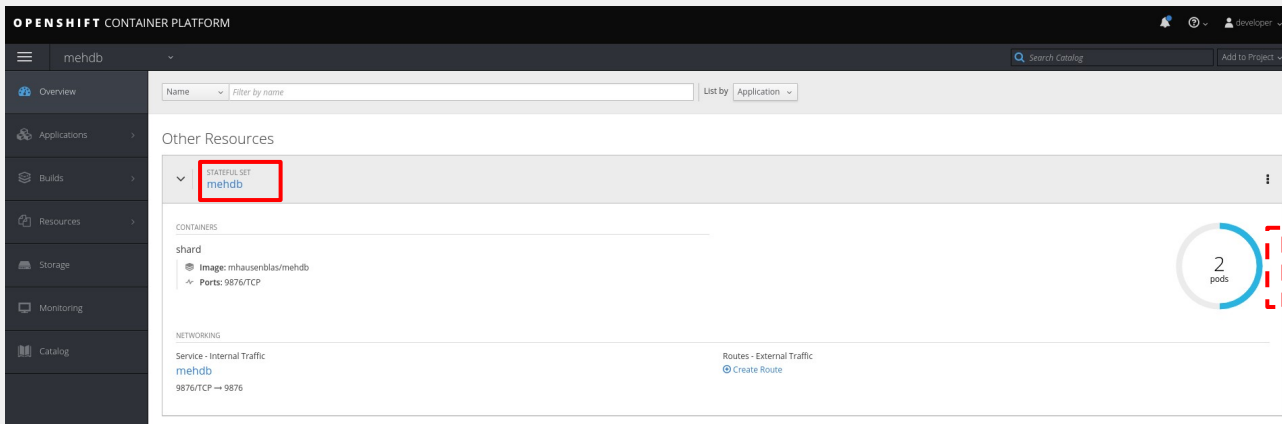 OPENSHIFT CONTAINER PLATFORM
developer
mehdb
Search Catalog
Add to Project
Overview
Name
Filter by name
List by
Application
Applications
Other Resources
Builds
STATEFUL SET
mehdb
Resources
CONTAINERS
shard
Storage
Image: mhausenblas/mehdb
2
Ports: 9876/TCP
pods
Monitoring
NETWORKING
Catalog
Service - Internal Traffic
Routes - External Traffic
mehdb
Create Route
9876/TCP → 9876